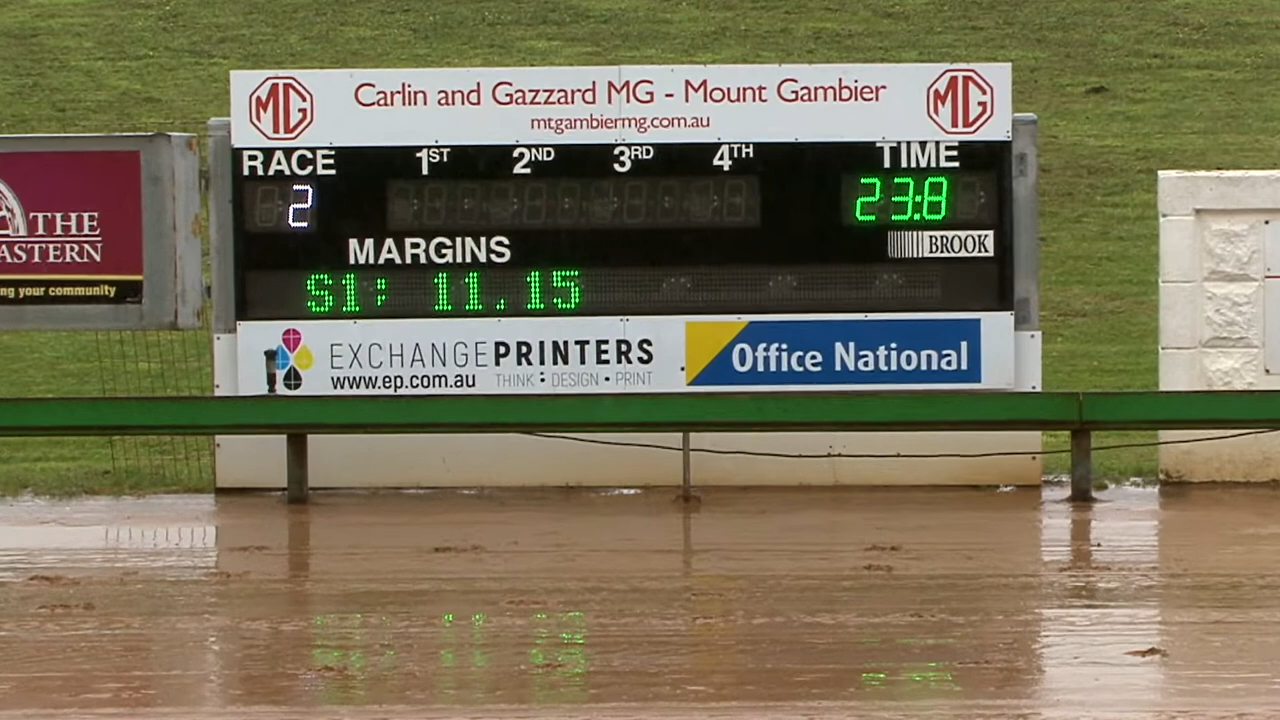 MG
Carlin and Gazzard MG - Mount Gambier
MG
mtgambiermg.com.au
RACE 1ST 2ND 3RD 4TH TIME
2 23:8
BROOK
MARGINS
S1: 11.15
THE
ASTERN
ng your community
EXCHANGEPRINTERS
www.ep.com.au THINK : DESIGN • PRINT
Office National